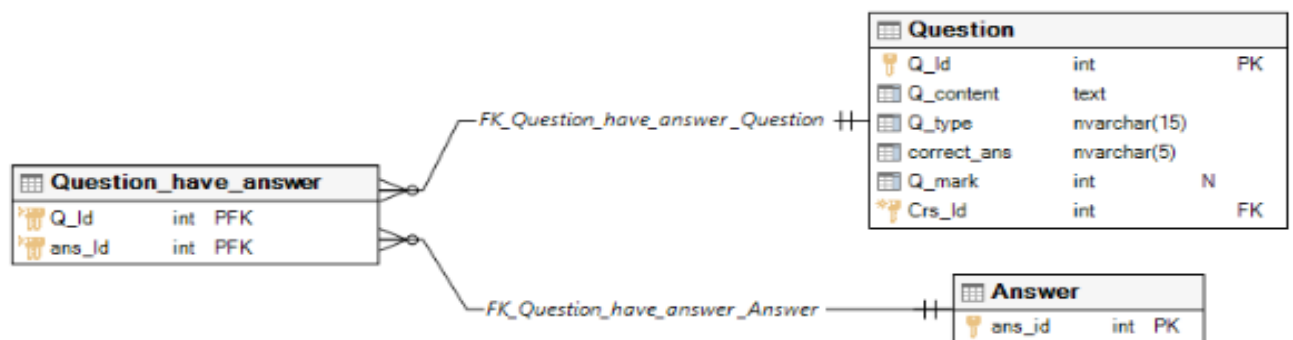 Question
Q_Id int PK
Q_content text
Q_type nvarchar(15)
correct_ans nvarchar(5)
Q_mark int N
Crs_Id int FK
FK_Question_have_answer_Question
Question_have_answer
Q_Id int PFK
ans_Id int PFK
FK_Question_have_answer_Answer
Answer
ans_id int PK